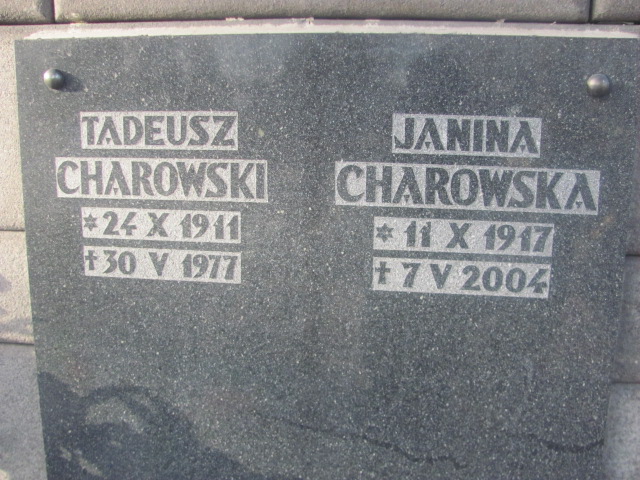 TADEUSZ
CHAROWSKI
* 24 X 1911
† 30 V 1977
JANINA
CHAROWSKA
* 11 X 1917
† 7 V 2004